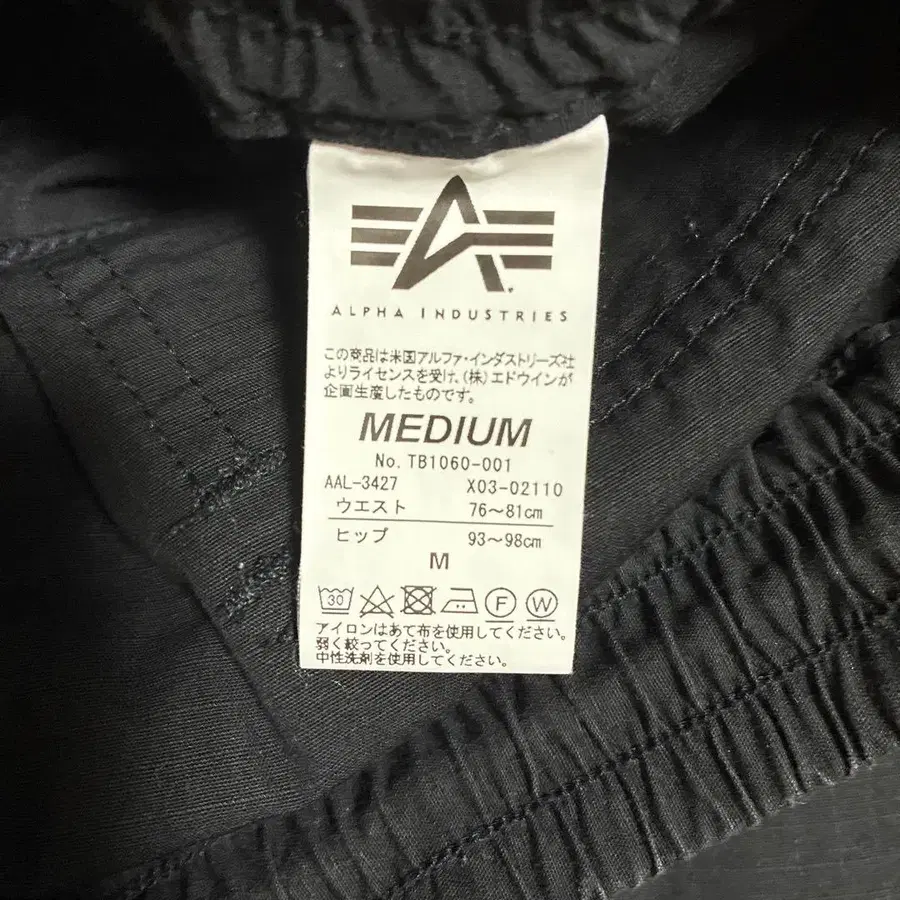 ALPHA INDUSTRIES
この商品は米国アルファ・インダストリーズ社
よりライセンスを受け、(株)エドウインが
企画生産したものです。
MEDIUM
No. TB1060-001
AAL-3427 X03-02110
ウエスト 76〜81cm
ヒップ 93〜98cm
M
30 F W
アイロンはあて布を使用してください。
弱く絞ってください。
中性洗剤を使用してください。